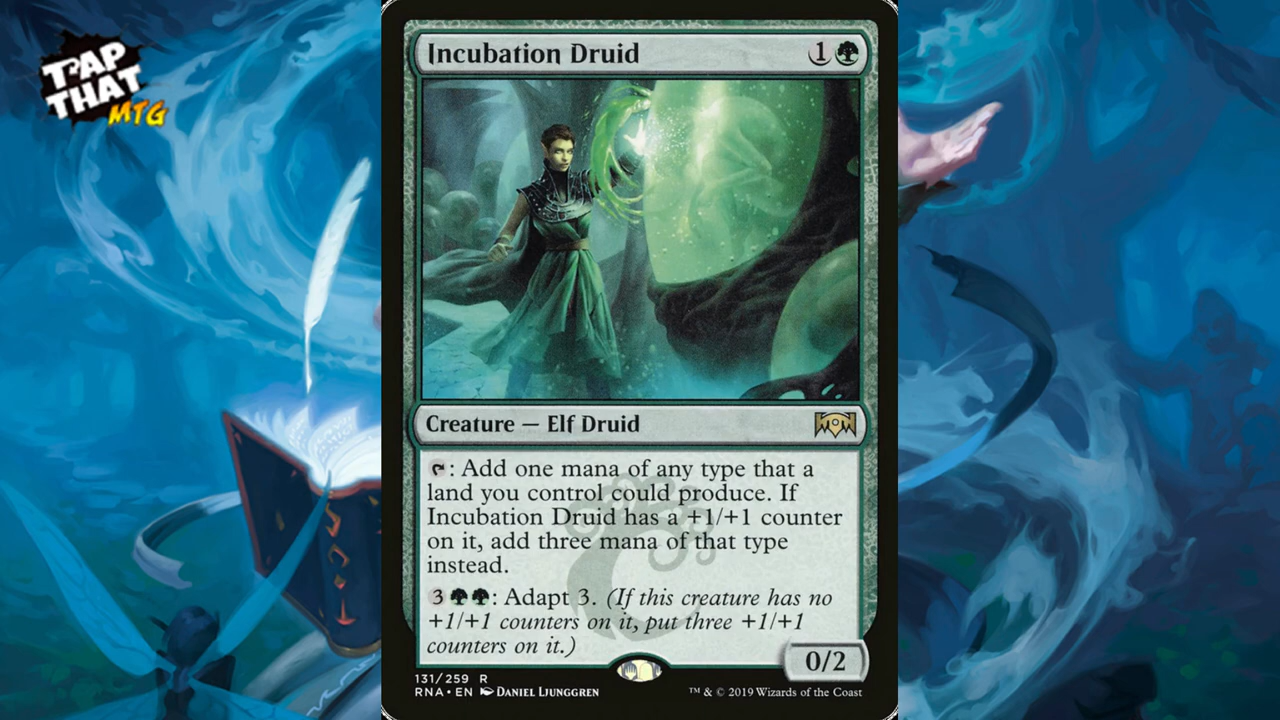 TRAP
THAT
MTG
Incubation Druid 1
Creature — Elf Druid
: Add one mana of any type that a
land you control could produce. If
Incubation Druid has a +1/+1 counter
on it, add three mana of that type
instead.
3: Adapt 3. (If this creature has no
+1/+1 counters on it, put three +1/+1
counters on it.)
0/2
131/259 R
RNA • EN Daniel Ljunggren
™ & © 2019 Wizards of the Coast